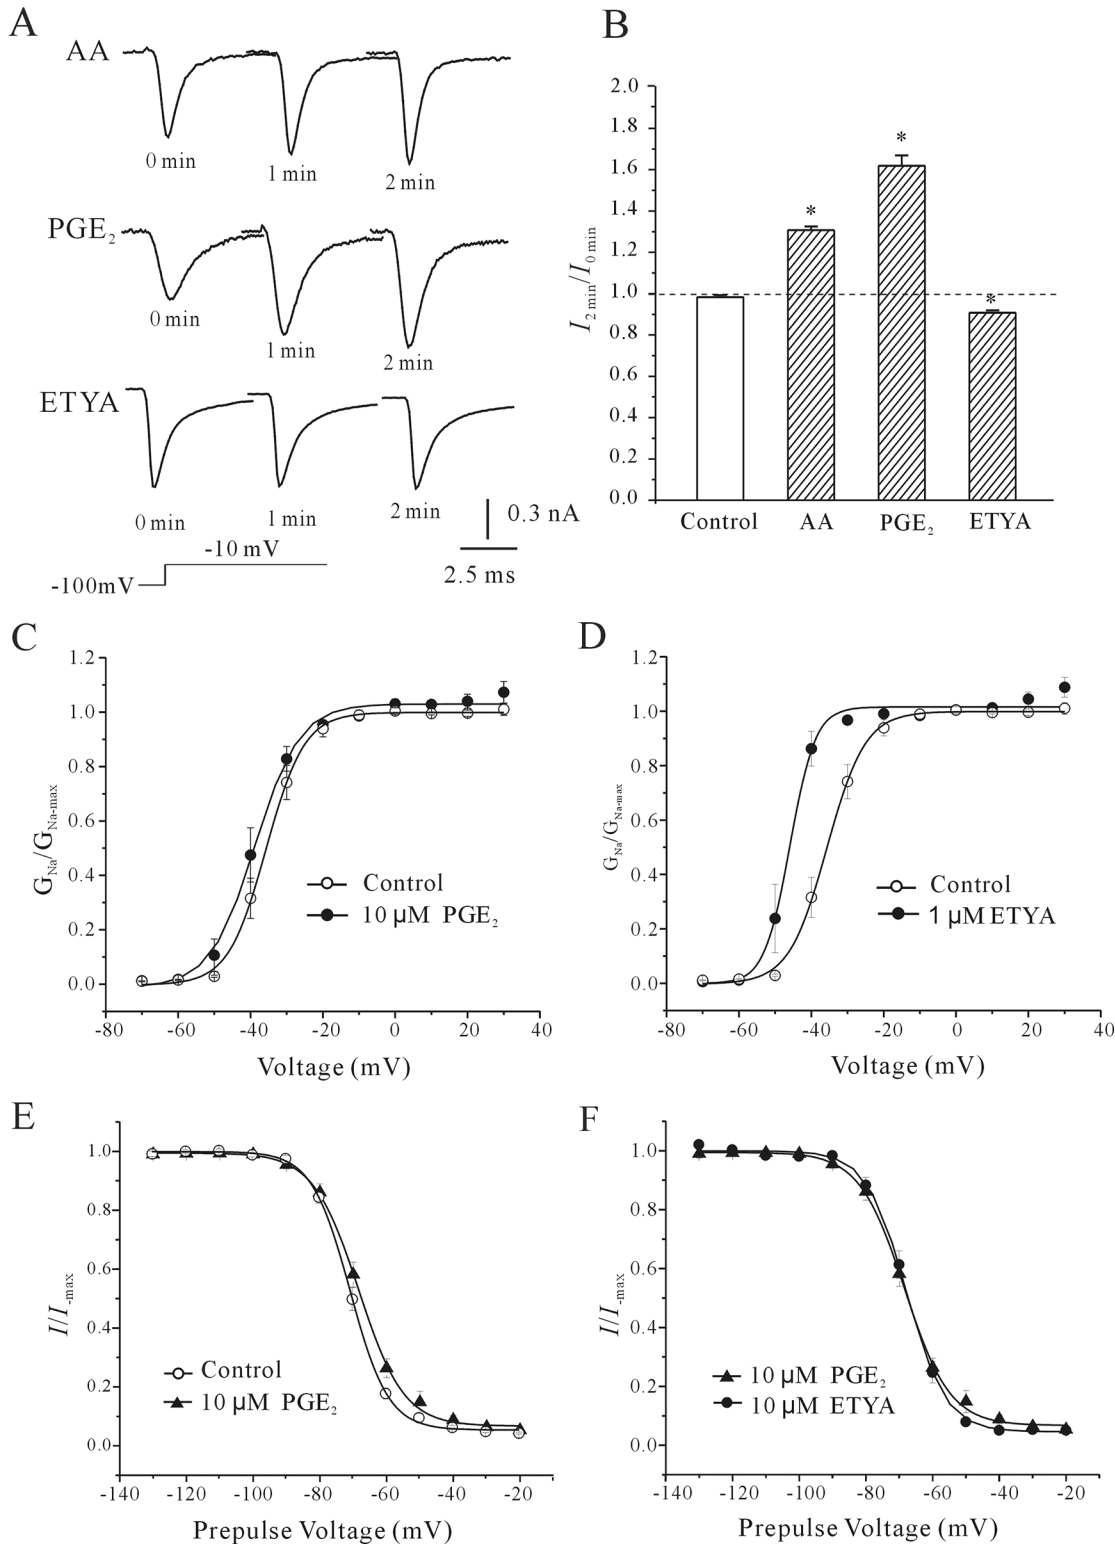 A
AA
0 min
1 min
2 min
PGE₂
0 min
1 min
2 min
ETYA
0 min
1 min
2 min
0.3 nA
2.5 ms
-10 mV
-100mV
B
2.0
1.8
1.6
1.4
1.2
1.0
0.8
0.6
0.4
0.2
0.0
I 2 min/I 0 min
*
*
*
Control
AA
PGE₂
ETYA
C
1.2
1.0
0.8
0.6
0.4
0.2
0.0
G Na/G Na-max
Control
10 µM PGE₂
-80
-60
-40
-20
0
20
40
Voltage (mV)
D
1.2
1.0
0.8
0.6
0.4
0.2
0.0
G Na/G Na-max
Control
1 µM ETYA
-80
-60
-40
-20
0
20
40
Voltage (mV)
E
1.0
0.8
0.6
0.4
0.2
0.0
I/I-max
Control
10 µM PGE₂
-140
-120
-100
-80
-60
-40
-20
Prepulse Voltage (mV)
F
1.0
0.8
0.6
0.4
0.2
0.0
I/I-max
10 µM PGE₂
10 µM ETYA
-140
-120
-100
-80
-60
-40
-20
Prepulse Voltage (mV)